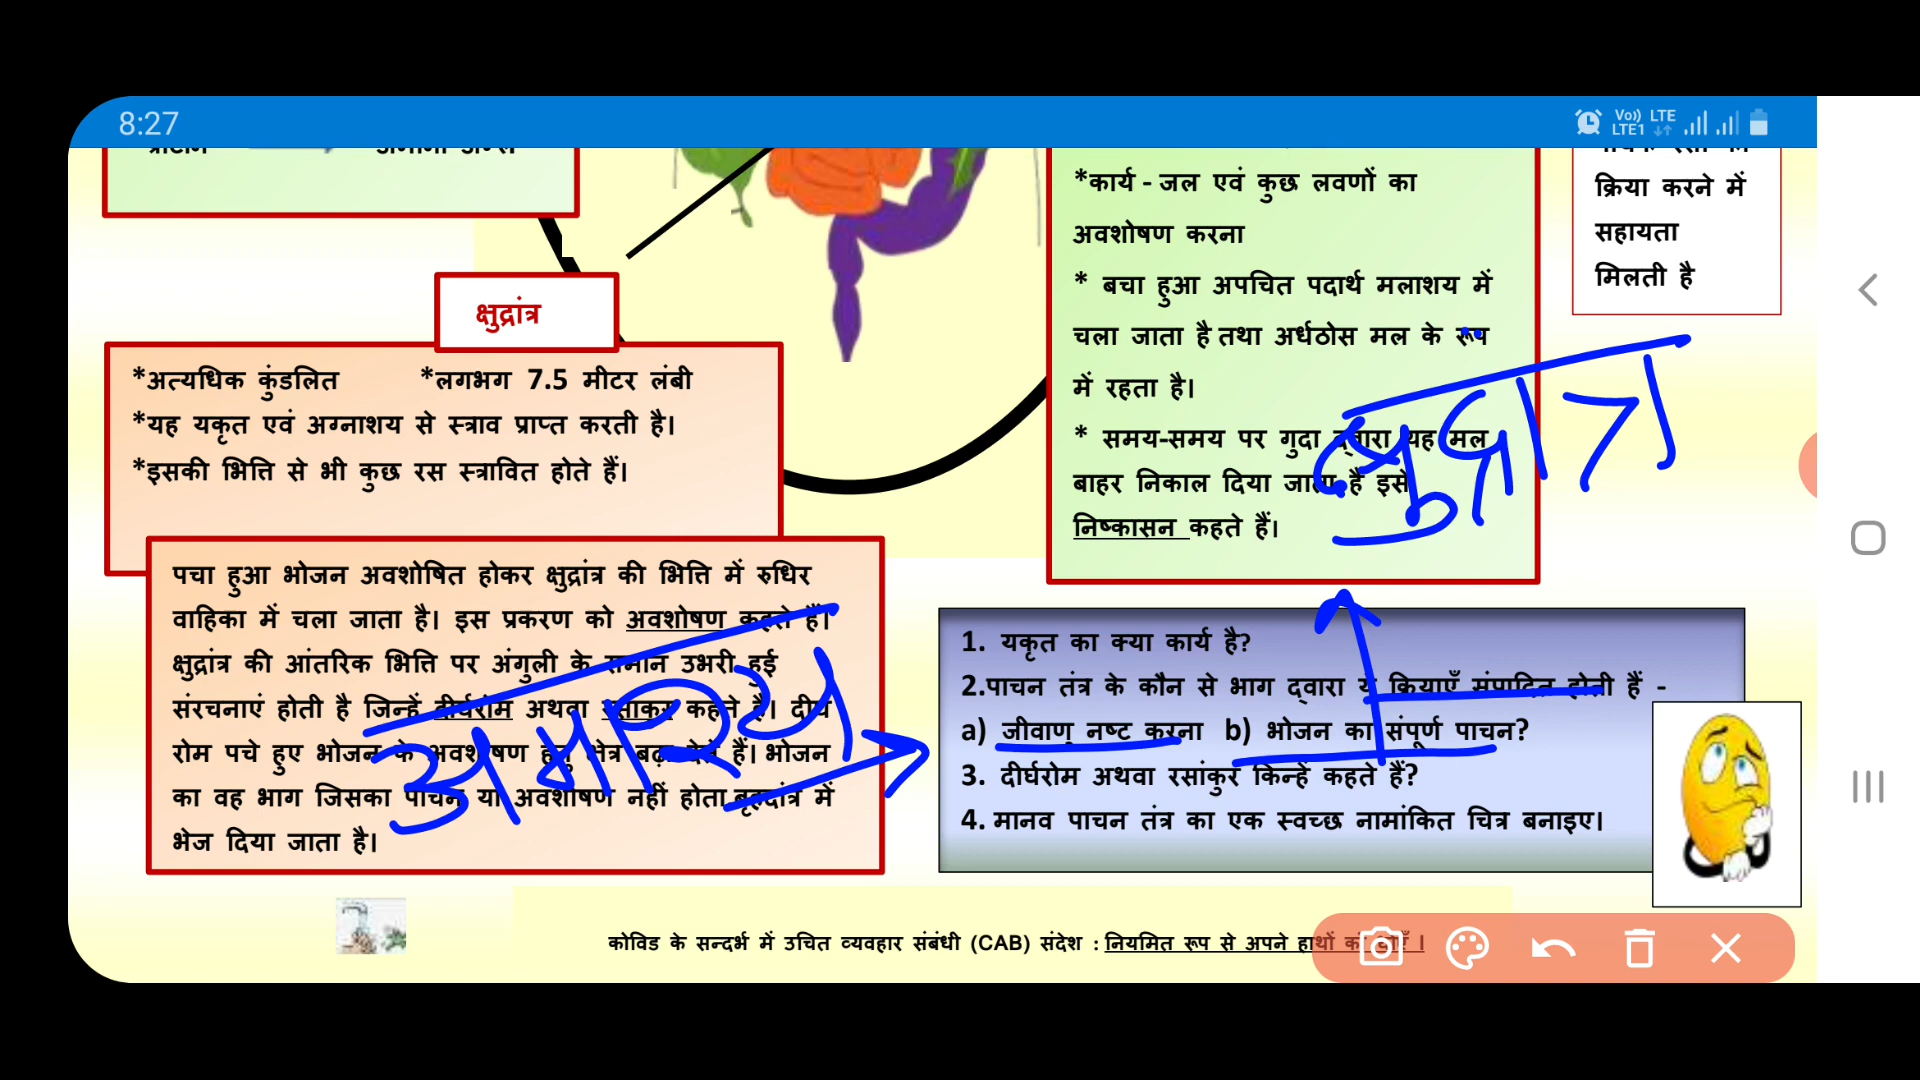 8:27
Vo)) LTE
LTE1
क्षुद्रांत्र
*अत्यधिक कुंडलित *लगभग 7.5 मीटर लंबी
*यह यकृत एवं अग्नाशय से स्त्राव प्राप्त करती है।
*इसकी भित्ति से भी कुछ रस स्त्रावित होते हैं।
पचा हुआ भोजन अवशोषित होकर क्षुद्रांत्र की भित्ति में रुधिर
वाहिका में चला जाता है। इस प्रकरण को अवशोषण कहते हैं।
क्षुद्रांत्र की आंतरिक भित्ति पर अंगुली के समान उभरी हुई
संरचनाएं होती है जिन्हें दीर्घरोम अथवा रसांकुर कहते है। दीर्घ
रोम पचे हुए भोजन के अवशोषण हेतु क्षेत्र बढ़ा देते हैं। भोजन
का वह भाग जिसका पाचन या अवशोषण नहीं होता बृहदांत्र में
भेज दिया जाता है।
आमाशय
*कार्य - जल एवं कुछ लवणों का
अवशोषण करना
* बचा हुआ अपचित पदार्थ मलाशय में
चला जाता है तथा अर्धठोस मल के रूप
में रहता है।
* समय-समय पर गुदा द्वारा यह मल
बाहर निकाल दिया जाता है इसे
निष्कासन कहते हैं।
क्षुद्रांत्र
क्रिया करने में
सहायता
मिलती है
1. यकृत का क्या कार्य है?
2.पाचन तंत्र के कौन से भाग द्वारा ये क्रियाएँ संपादित होती हैं -
a) जीवाणु नष्ट करना b) भोजन का संपूर्ण पाचन?
3. दीर्घरोम अथवा रसांकुर किन्हें कहते हैं?
4. मानव पाचन तंत्र का एक स्वच्छ नामांकित चित्र बनाइए।
कोविड के सन्दर्भ में उचित व्यवहार संबंधी (CAB) संदेश : नियमित रूप से अपने हाथों को धोएँ ।